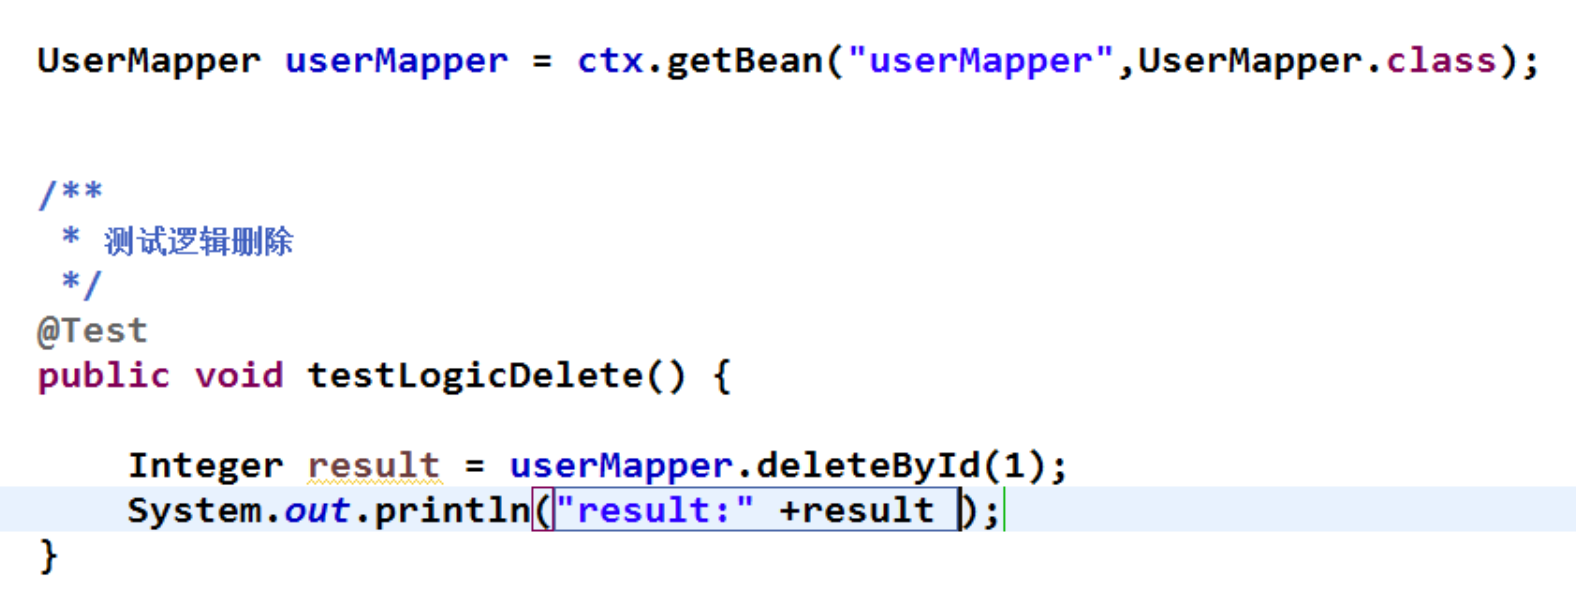 UserMapper userMapper = ctx.getBean("userMapper",UserMapper.class);
/**
* 测试逻辑删除
*/
@Test
public void testLogicDelete() {
Integer result = userMapper.deleteById(1);
System.out.println("result:" +result );
}